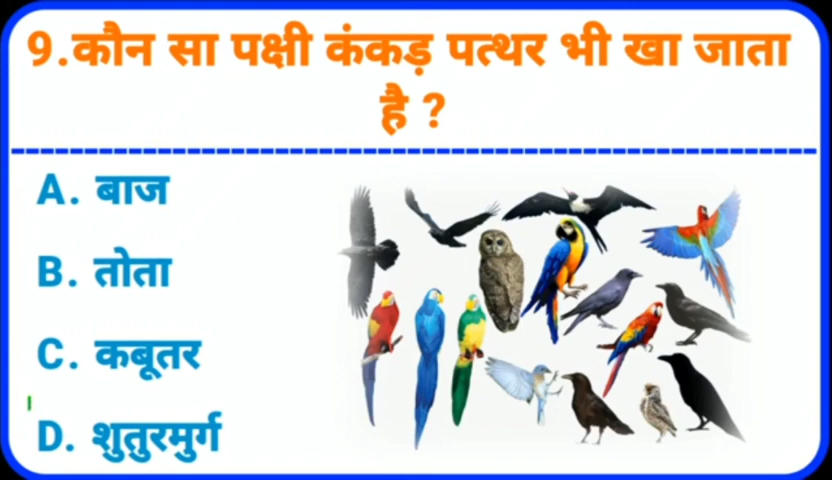 9.कौन सा पक्षी कंकड़ पत्थर भी खा जाता
है ?
A. बाज
B. तोता
C. कबूतर
D. शुतुरमुर्ग